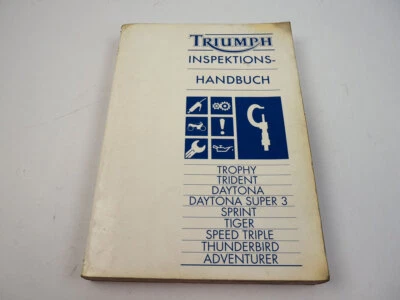 TRIUMPH
INSPEKTIONS-
HANDBUCH
TROPHY
TRIDENT
DAYTONA
DAYTONA SUPER 3
SPRINT
TIGER
SPEED TRIPLE
THUNDERBIRD
ADVENTURER